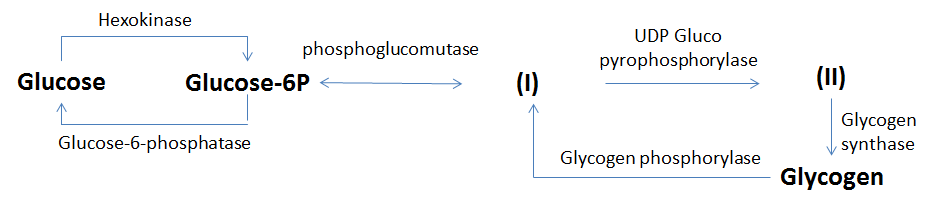 Hexokinase
Glucose
Glucose-6P
Glucose-6-phosphatase
phosphoglucomutase
(I)
UDP Gluco
pyrophosphorylase
(II)
Glycogen
synthase
Glycogen phosphorylase
Glycogen